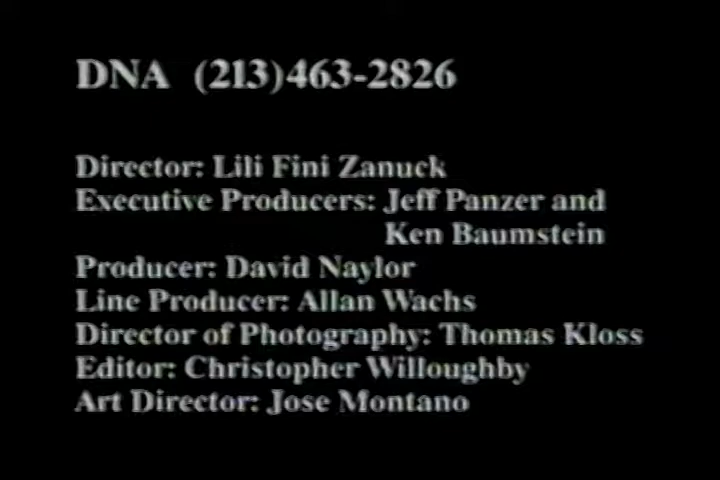 DNA (213)463-2826
Director: Lili Fini Zanuck
Executive Producers: Jeff Panzer and
Ken Baumstein
Producer: David Naylor
Line Producer: Allan Wachs
Director of Photography: Thomas Kloss
Editor: Christopher Willoughby
Art Director: Jose Montano